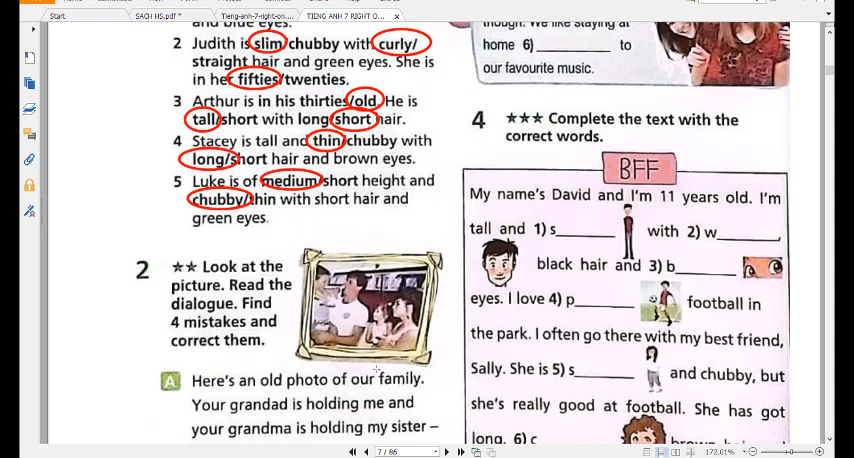 Start
SACH HS.pdf *
Tieng-anh-7-right-on....
TIENG ANH 7 RIGHT O...
and blue eyes.
2 Judith is slim/chubby with curly/
straight hair and green eyes. She is
in her fifties/twenties.
3 Arthur is in his thirties/old. He is
tall/short with long/short hair.
4 Stacey is tall and thin/chubby with
long/short hair and brown eyes.
5 Luke is of medium/short height and
chubby/thin with short hair and
green eyes.
2 ★★ Look at the
picture. Read the
dialogue. Find
4 mistakes and
correct them.
A Here's an old photo of our family.
Your grandad is holding me and
your grandma is holding my sister –
though. We like staying at
home 6) ____________ to
our favourite music.
4 ★★★ Complete the text with the
correct words.
BFF
My name's David and I'm 11 years old. I'm
tall and 1) s________ with 2) w________,
black hair and 3) b________
eyes. I love 4) p________ football in
the park. I often go there with my best friend,
Sally. She is 5) s________ and chubby, but
she's really good at football. She has got
long, 6) c
7 / 86
172.01%